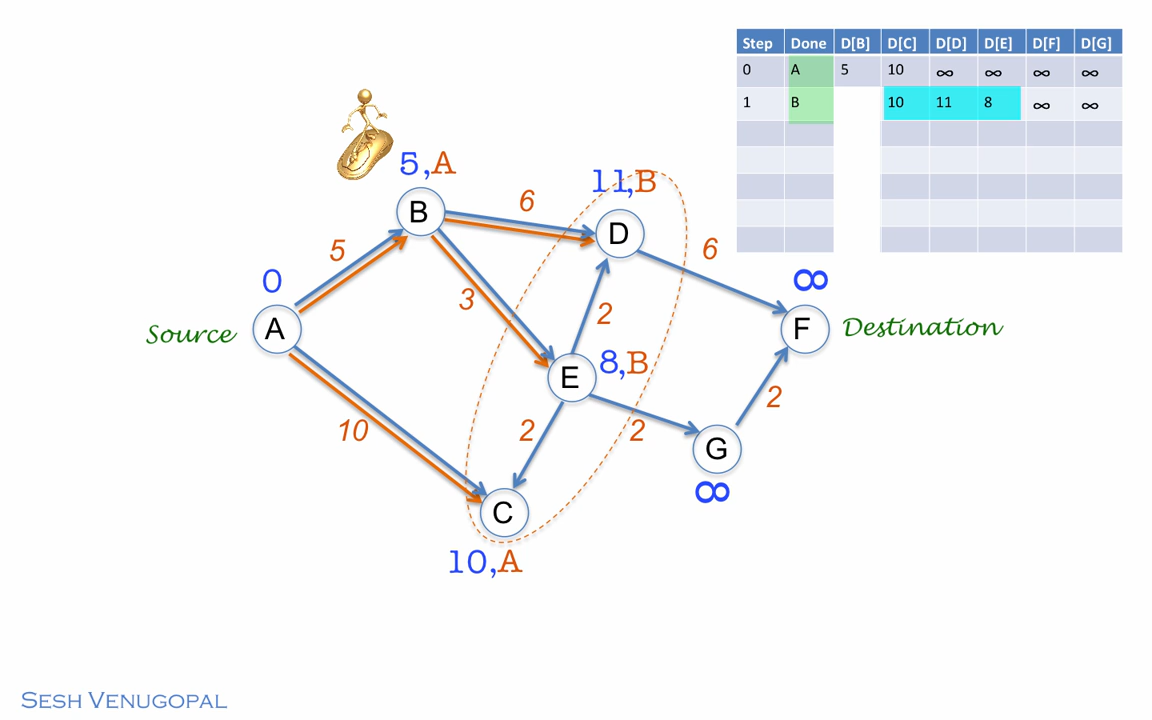 Step Done D[B] D[C] D[D] D[E] D[F] D[G]
0 A 5 10 ∞ ∞ ∞ ∞
1 B 10 11 8 ∞ ∞
5,A
11,B
B
6
D
5
6
0
3
∞
2
Source
A
F
Destination
8,B
E
2
10
2
2
G
∞
C
10,A
SESH VENUGOPAL